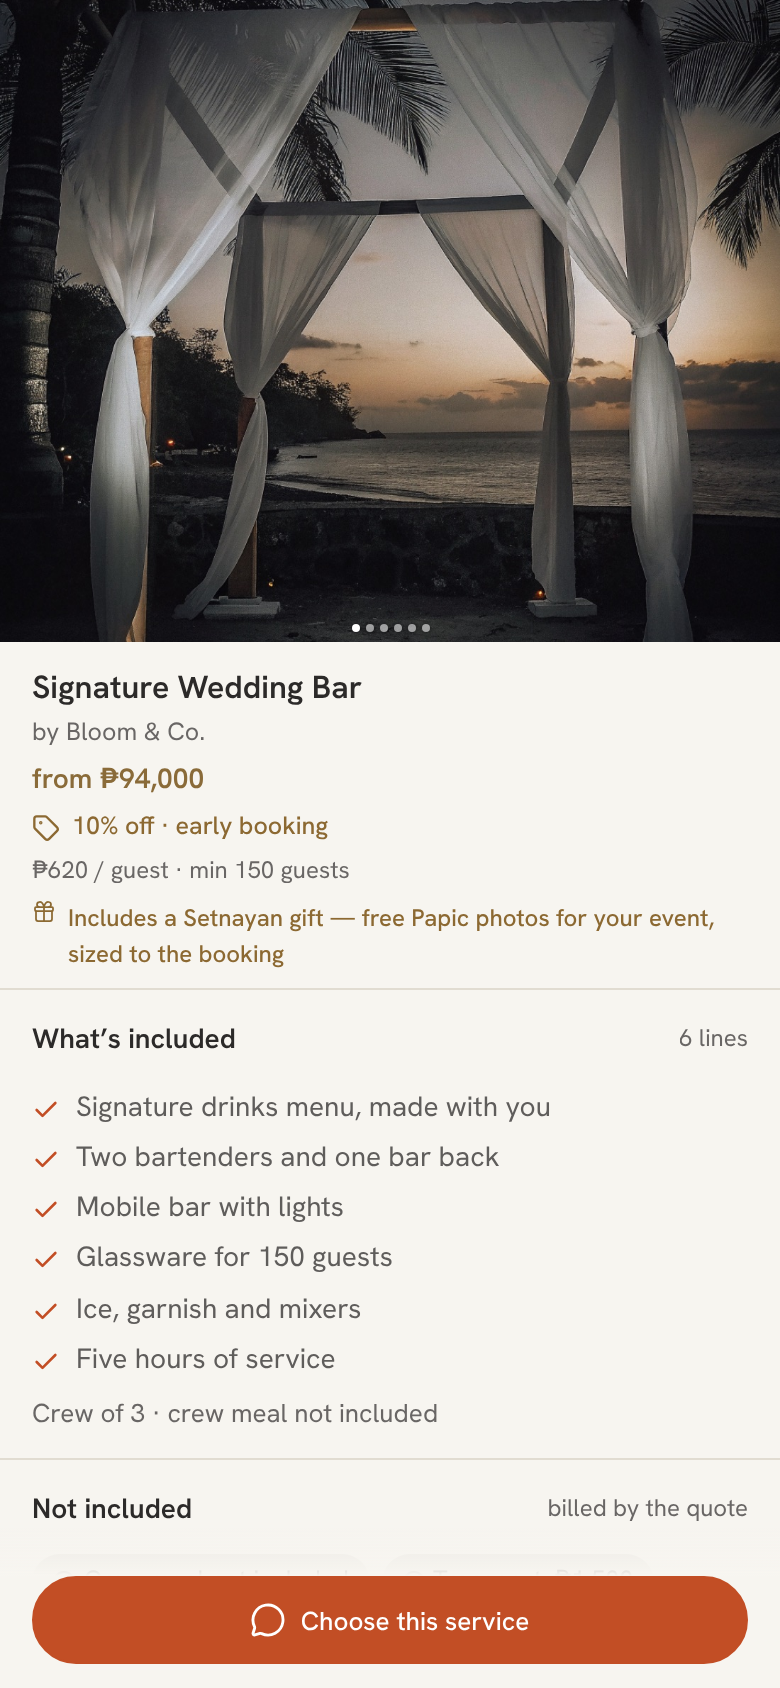 Signature Wedding Bar
by Bloom & Co.
from ₱94,000
10% off · early booking
₱620 / guest · min 150 guests
Includes a Setnayan gift — free Papic photos for your event,
sized to the booking
What’s included
6 lines
Signature drinks menu, made with you
Two bartenders and one bar back
Mobile bar with lights
Glassware for 150 guests
Ice, garnish and mixers
Five hours of service
Crew of 3 · crew meal not included
Not included
billed by the quote
Choose this service